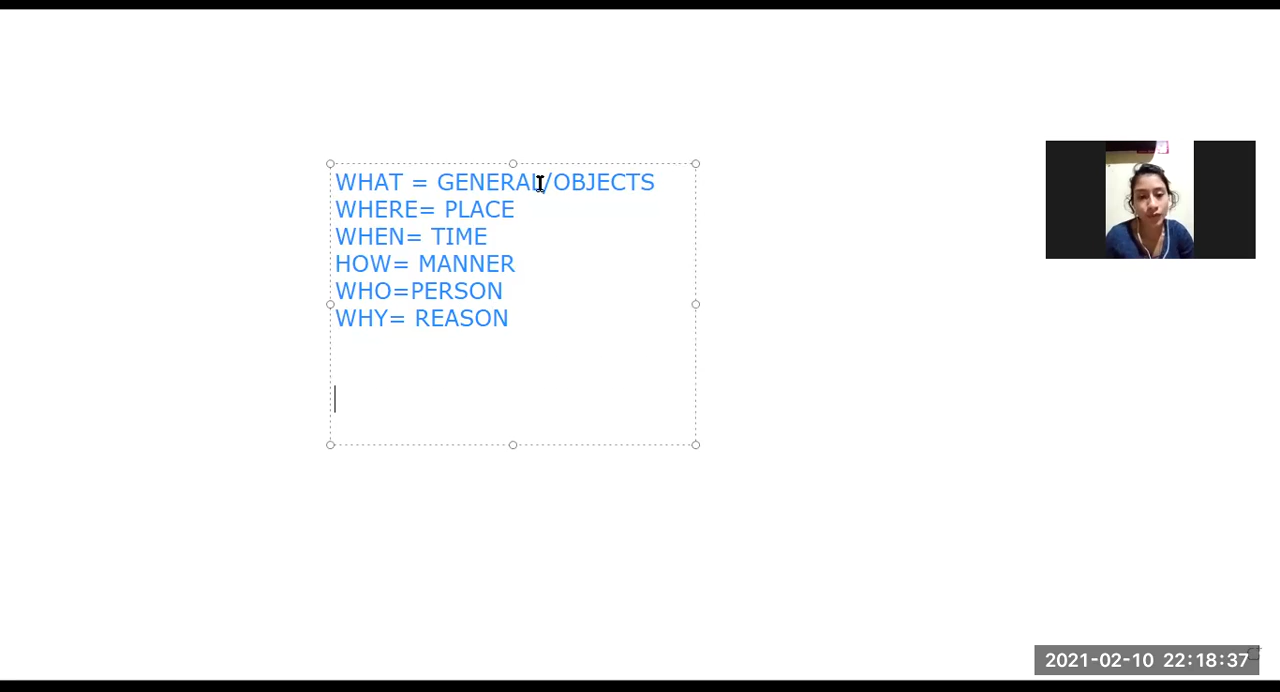 WHAT = GENERAL/OBJECTS
WHERE= PLACE
WHEN= TIME
HOW= MANNER
WHO=PERSON
WHY= REASON
2021-02-10 22:18:37